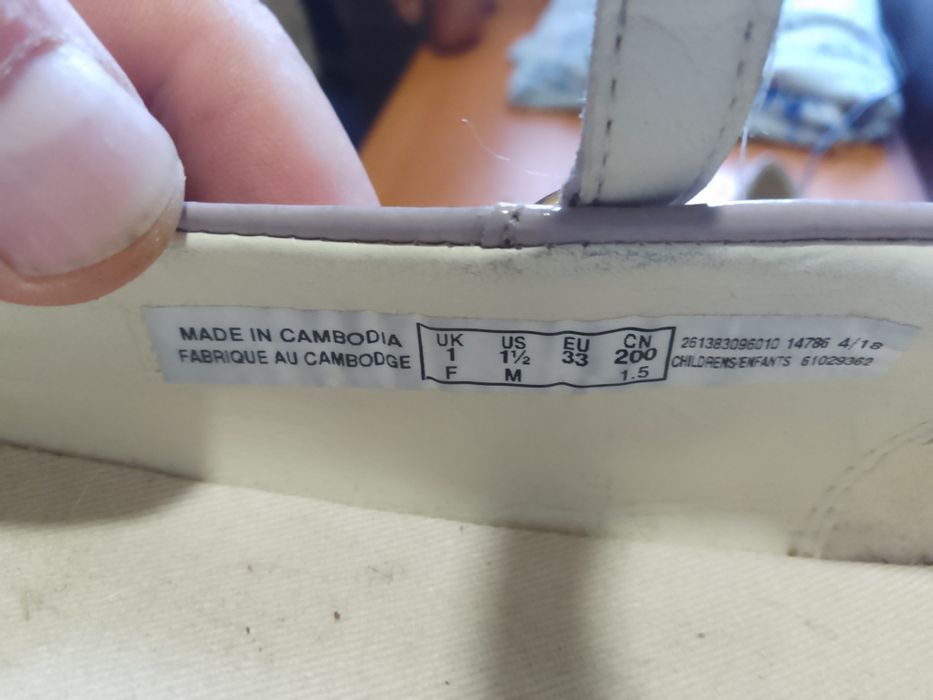 MADE IN CAMBODIA
FABRIQUE AU CAMBODGE
UK US EU CN
1 1½ 33 200
F M 1.5
261383096010 14786 4/18
CHILDRENS/ENFANTS 61029362